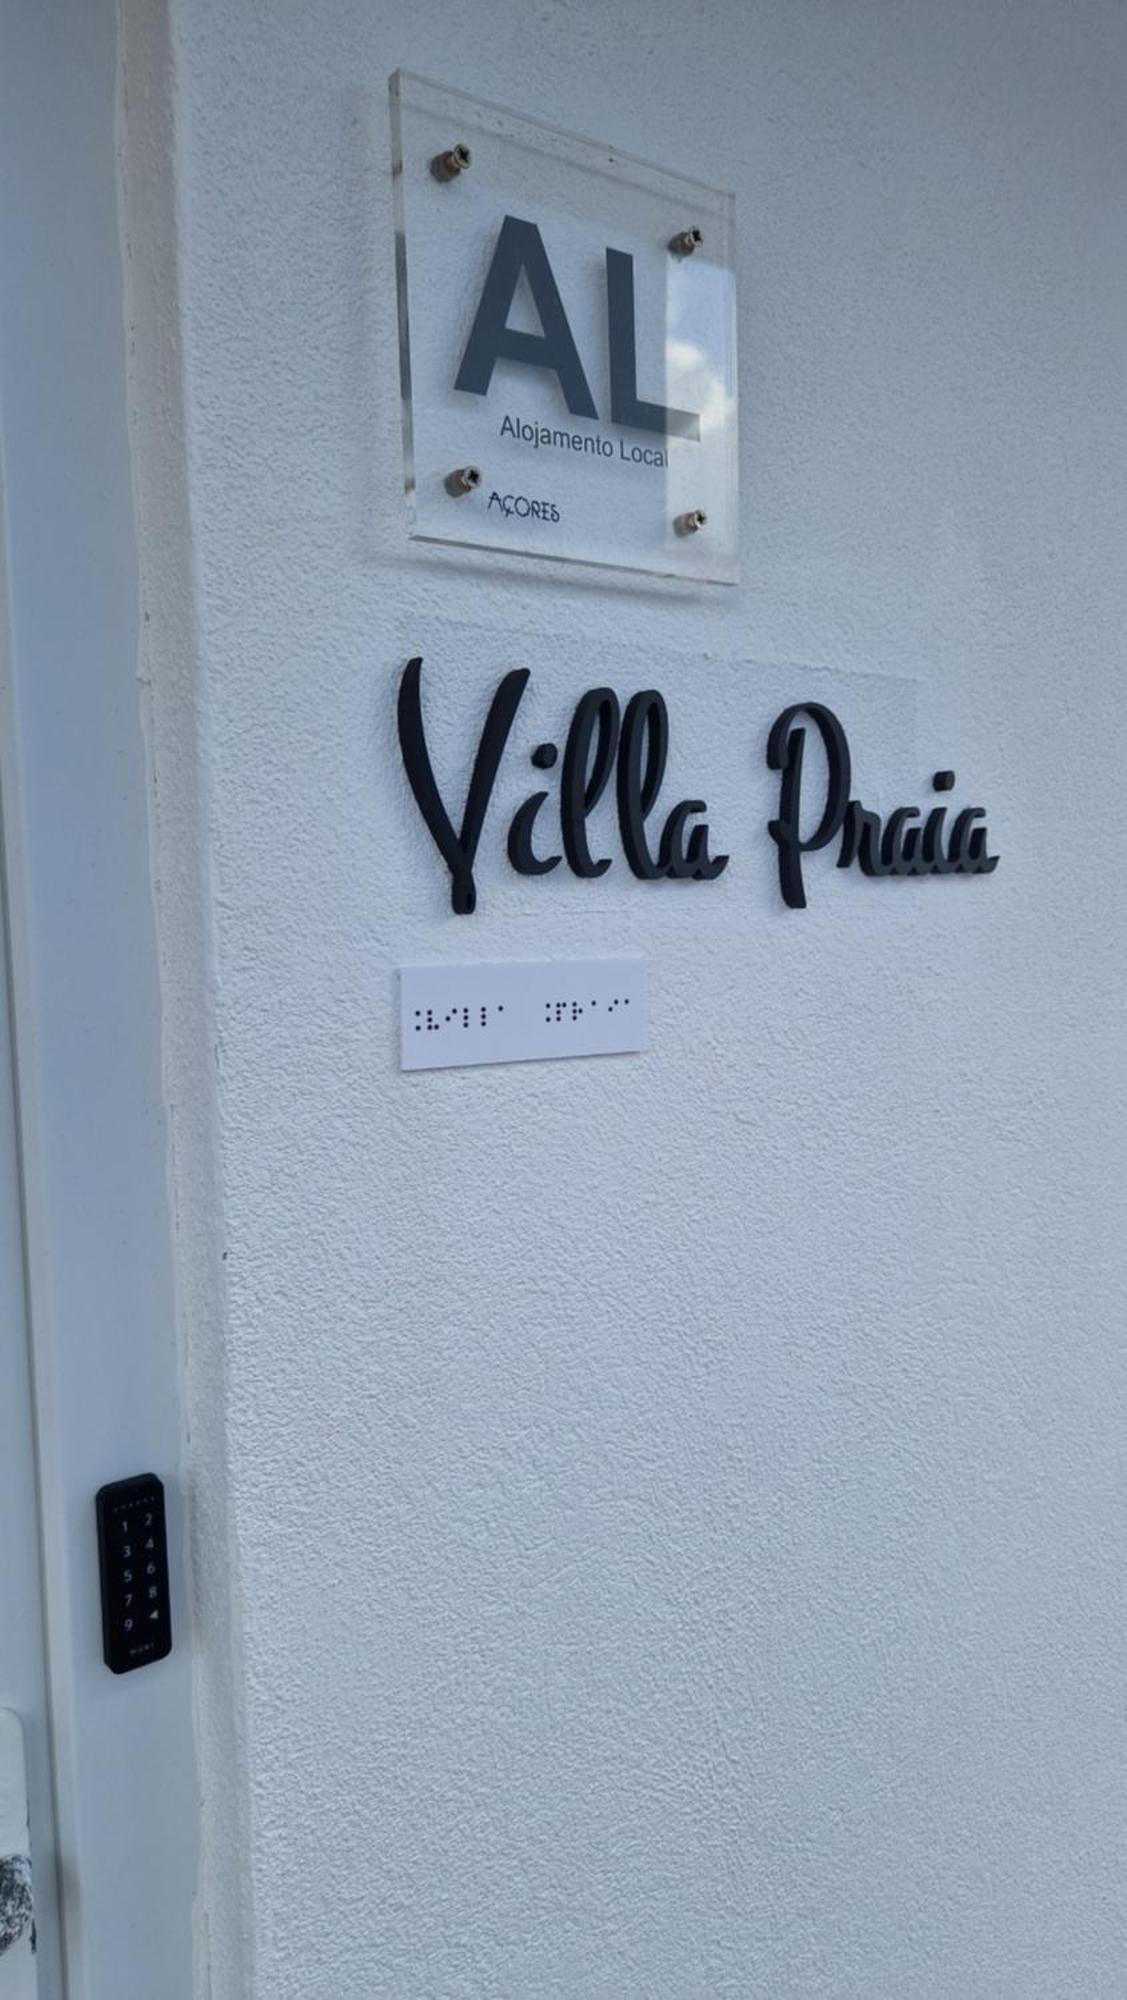 AL
Alojamento Local
AÇORES
Villa Praia
⠨⠧⠊⠇⠇⠁ ⠨⠏⠗⠁⠊⠁
1 2
3 4
5 6
7 8
9 ◀